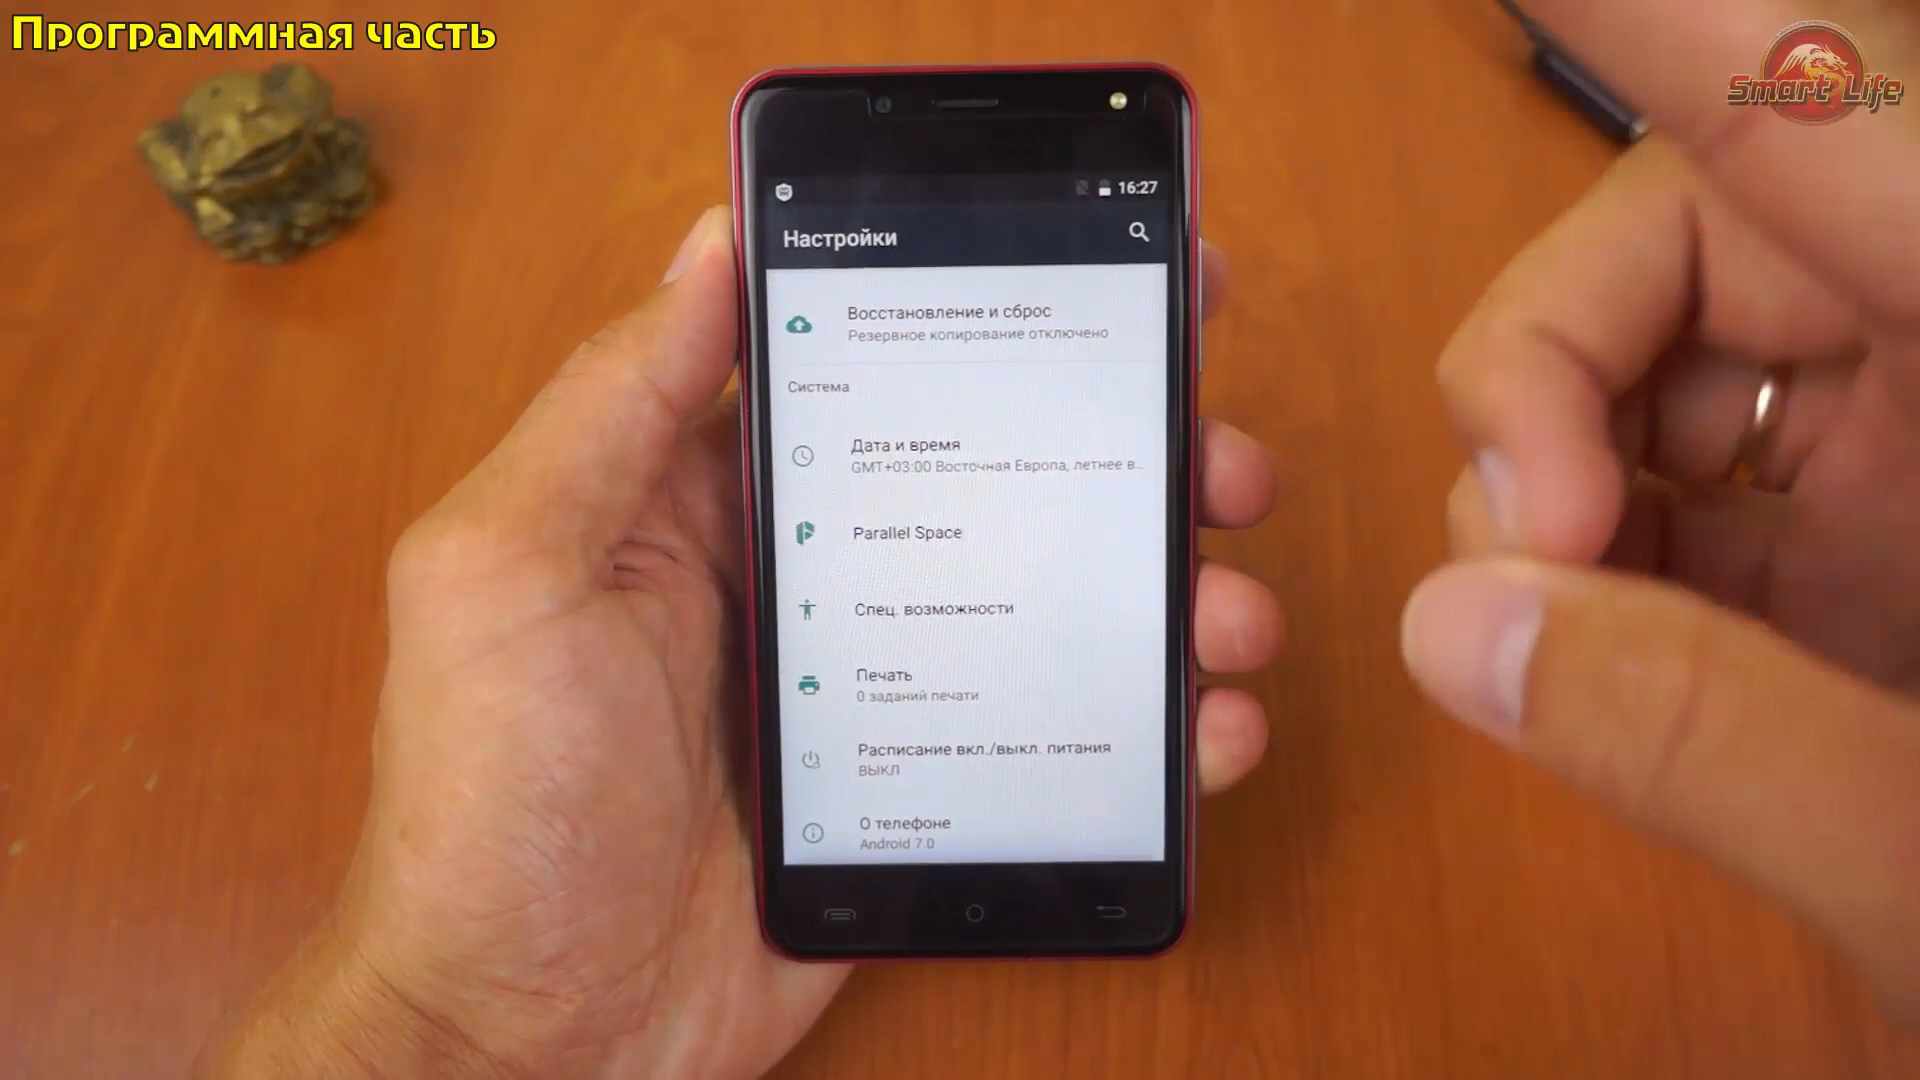 Программная часть
Smart Life
16:27
Настройки
Восстановление и сброс
Резервное копирование отключено
Система
Дата и время
GMT+03:00 Восточная Европа, летнее в...
Parallel Space
Спец. возможности
Печать
0 заданий печати
Расписание вкл./выкл. питания
ВЫКЛ
О телефоне
Android 7.0